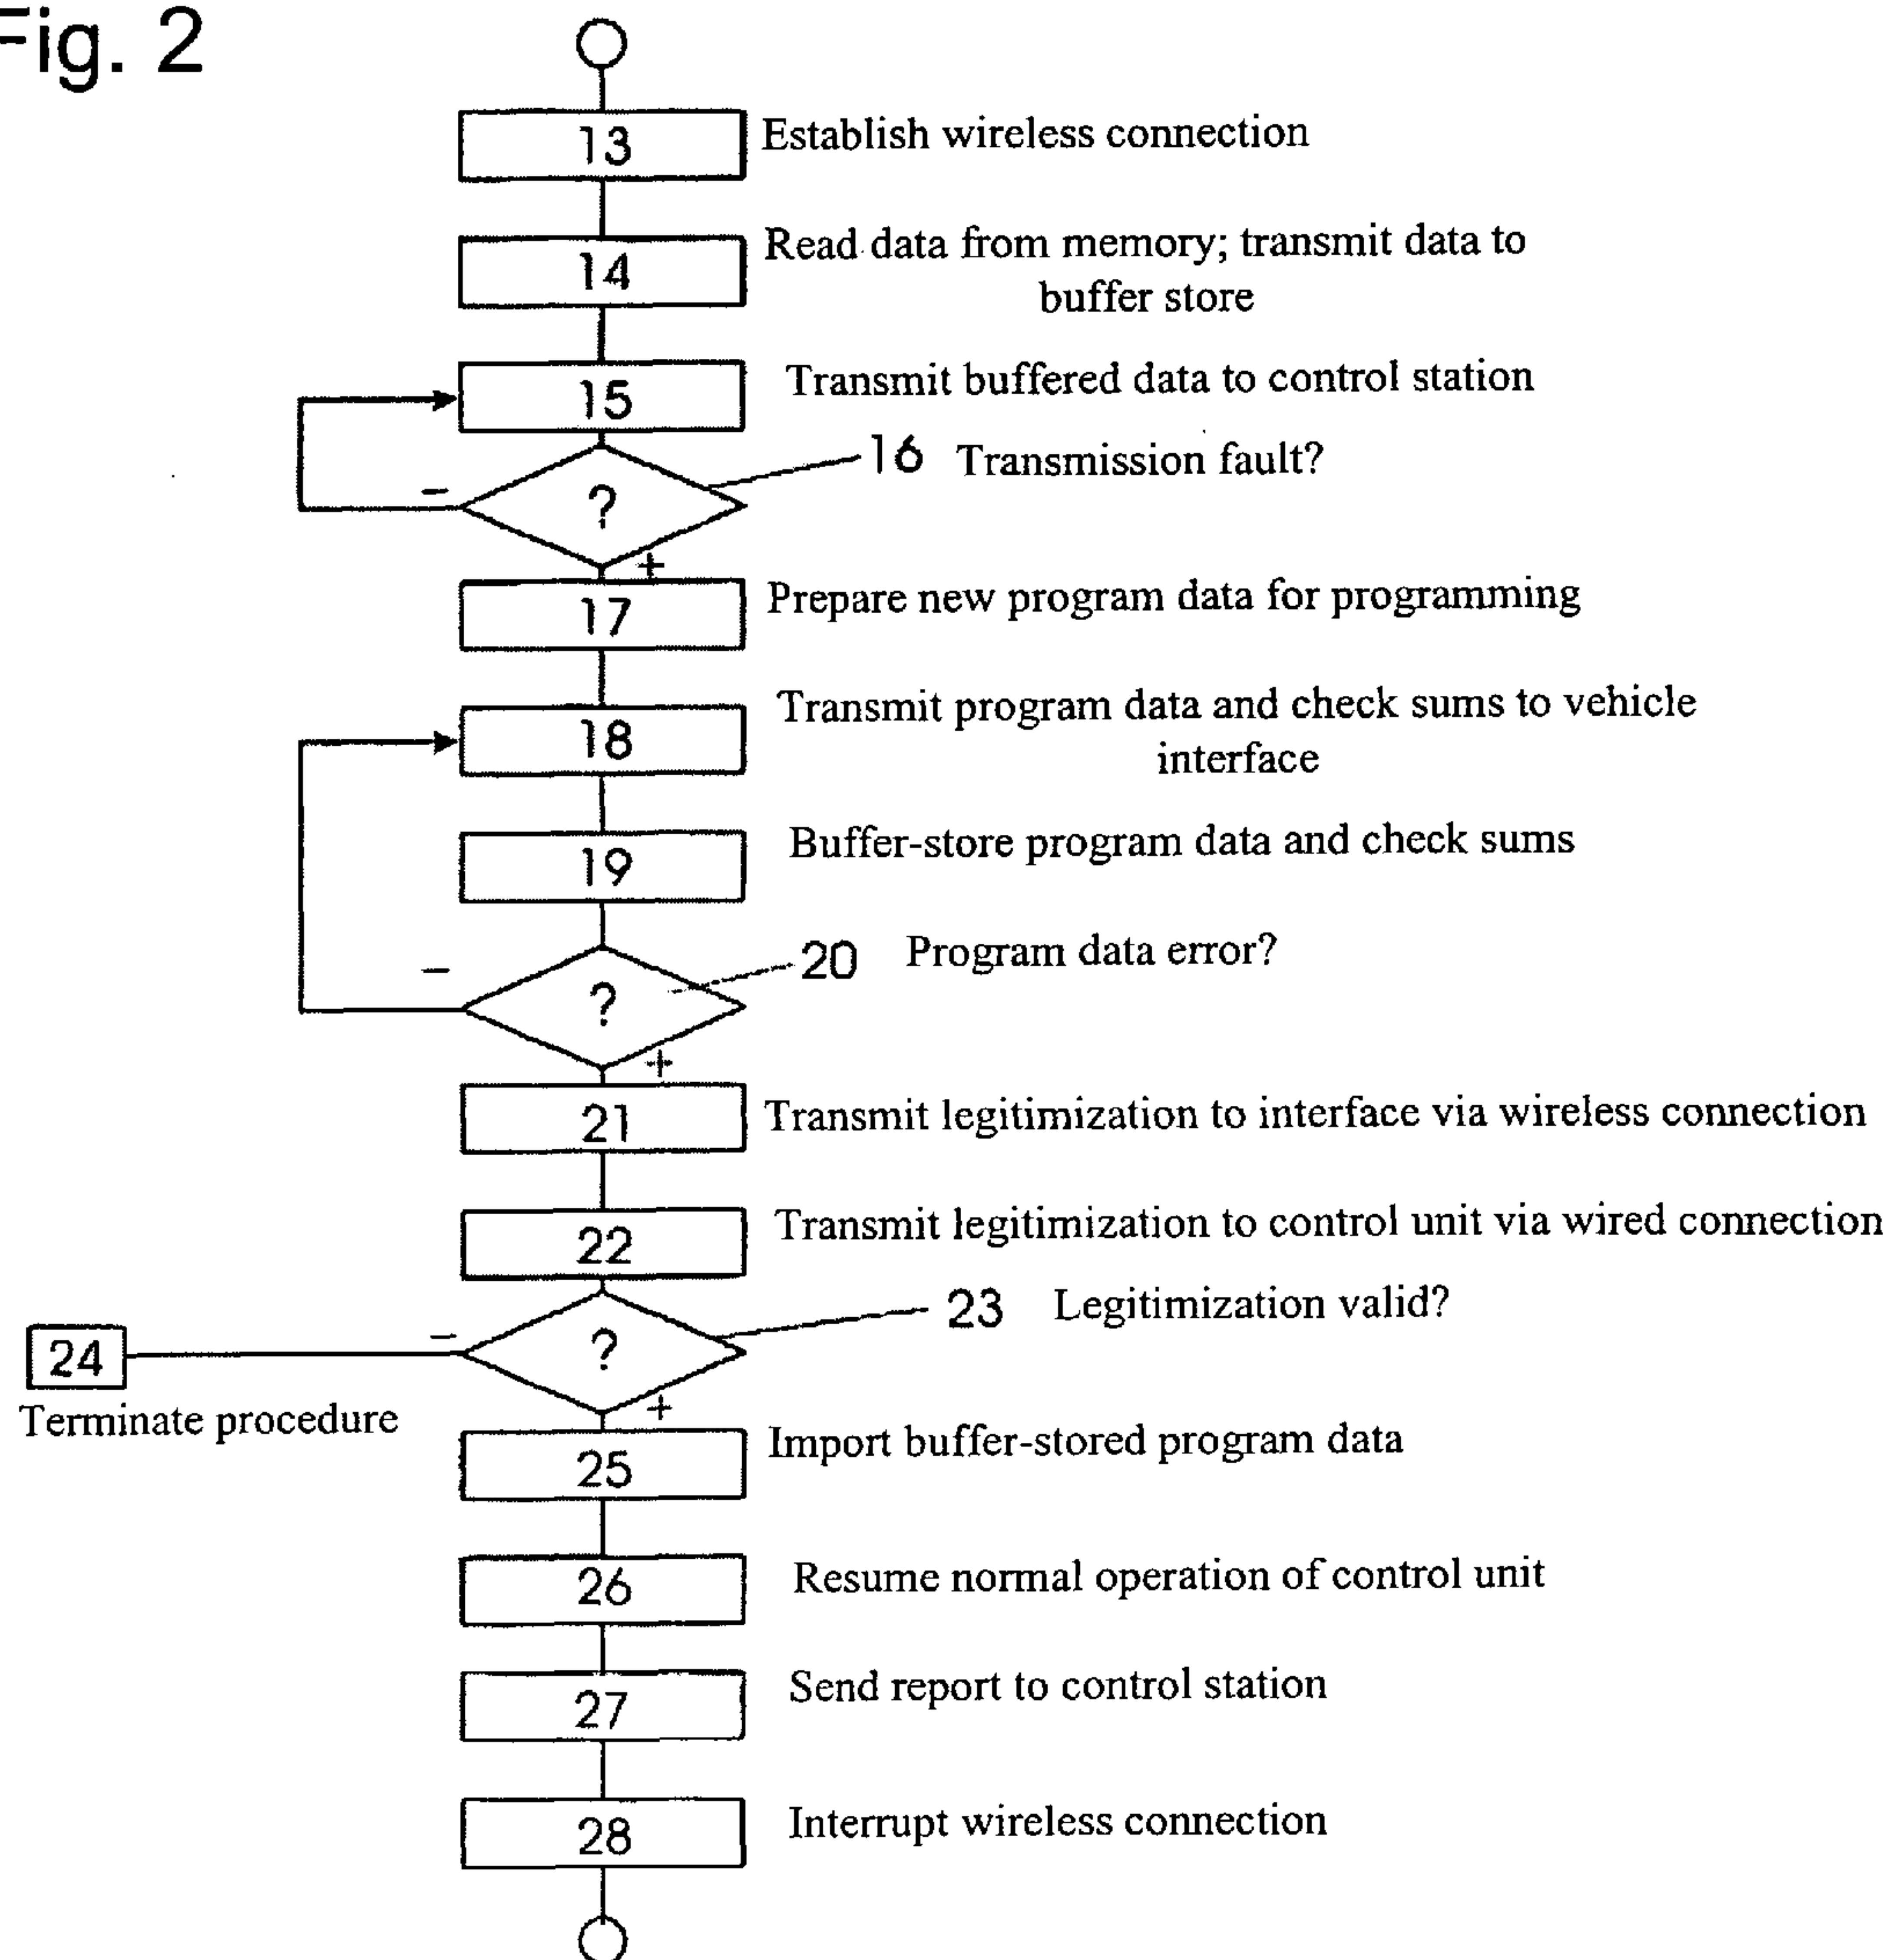 Fig. 2
13 Establish wireless connection
14 Read data from memory; transmit data to
buffer store
15 Transmit buffered data to control station
16 Transmission fault?
?
−
+
17 Prepare new program data for programming
18 Transmit program data and check sums to vehicle
interface
19 Buffer-store program data and check sums
20 Program data error?
−
?
+
21 Transmit legitimization to interface via wireless connection
22 Transmit legitimization to control unit via wired connection
23 Legitimization valid?
−
?
24
+
Terminate procedure
25 Import buffer-stored program data
26 Resume normal operation of control unit
27 Send report to control station
28 Interrupt wireless connection